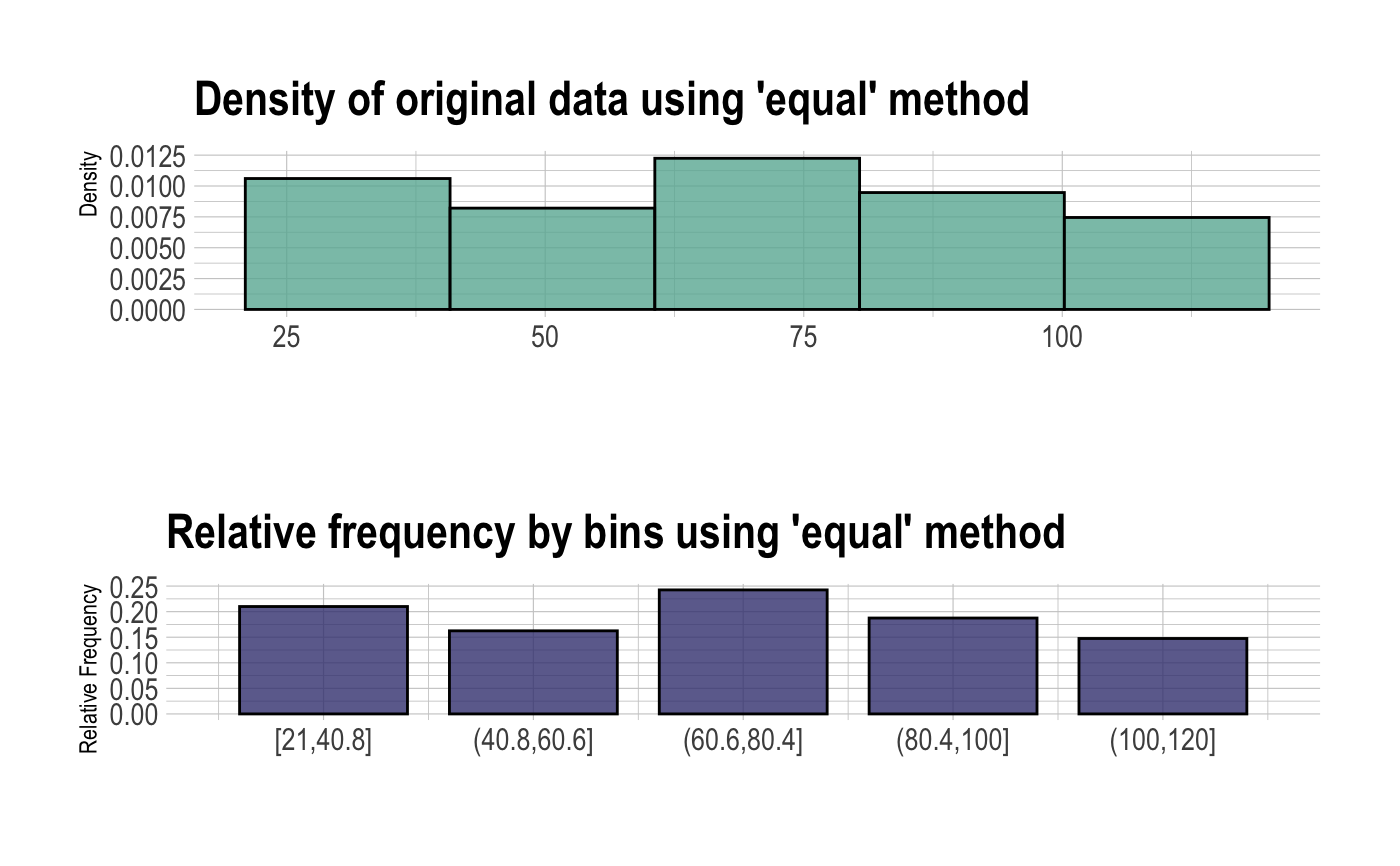 Density of original data using 'equal' method
Density
0.0125
0.0100
0.0075
0.0050
0.0025
0.0000
25 50 75 100
Relative frequency by bins using 'equal' method
Relative Frequency
0.25
0.20
0.15
0.10
0.05
0.00
[21,40.8] (40.8,60.6] (60.6,80.4] (80.4,100] (100,120]